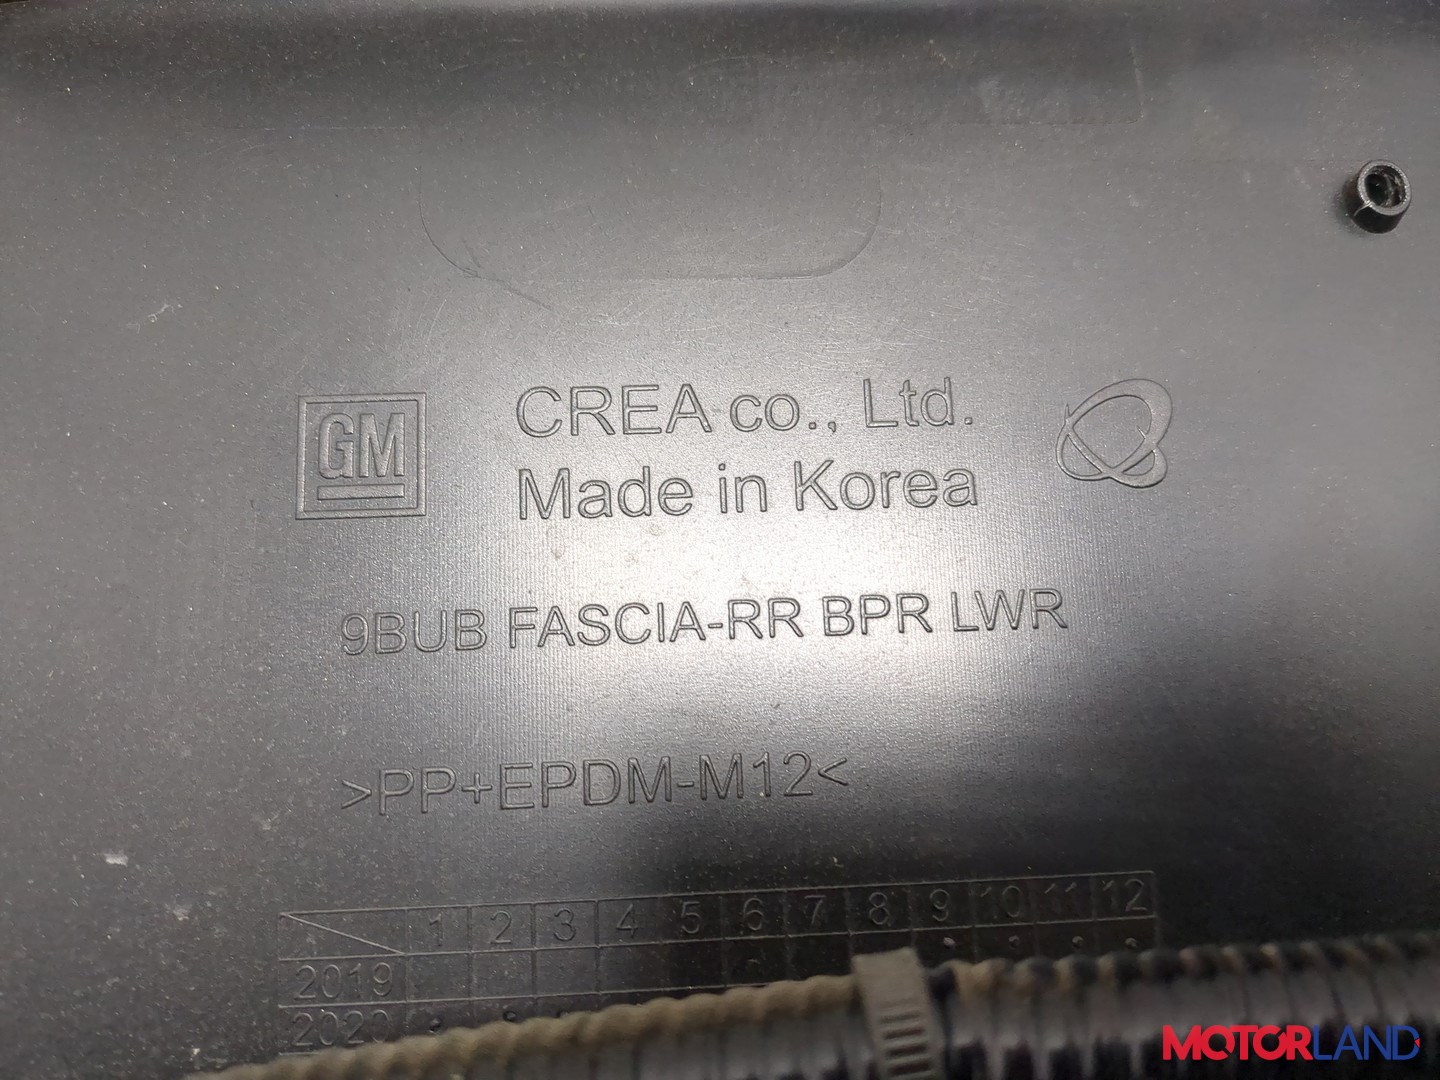 GM
CREA co., Ltd.
Made in Korea
9BUB FASCIA-RR BPR LWR
>PP+EPDM-M12<
1 2 3 4 5 6 7 8 9 10 11 12
2019
2020
MOTORLAND